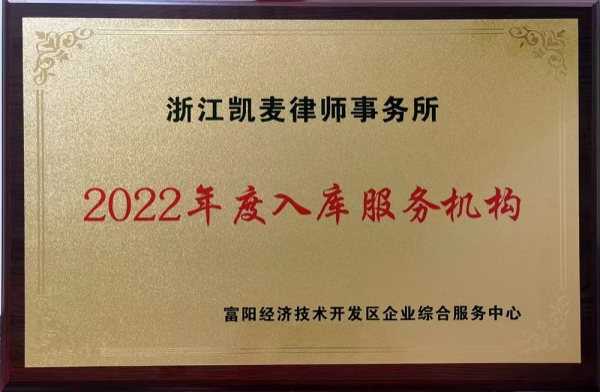 浙江凯麦律师事务所
2022年度入库服务机构
富阳经济技术开发区企业综合服务中心